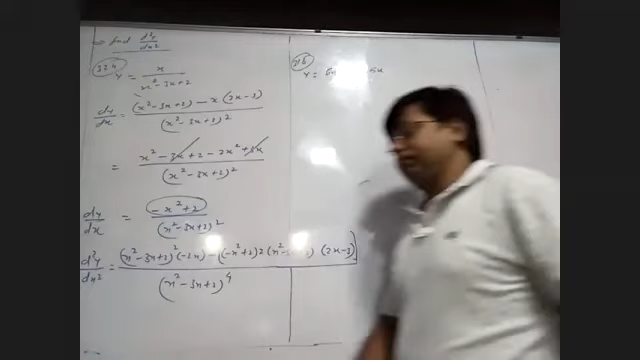 ⇒ find d²y/dx²
y = x/(x² - 3x + 2)
dy/dx = ((x² - 3x + 2) - x(2x - 3))/(x² - 3x + 2)²
= (x² - 3x + 2 - 2x² + 3x)/(x² - 3x + 2)²
dy/dx = (-x² + 2)/(x² - 3x + 2)²
d²y/dx² = ((x² - 3x + 2)²(-2x) - (-x² + 2)2(x² - 3x + 2)(2x - 3))/(x² - 3x + 2)⁴
y =